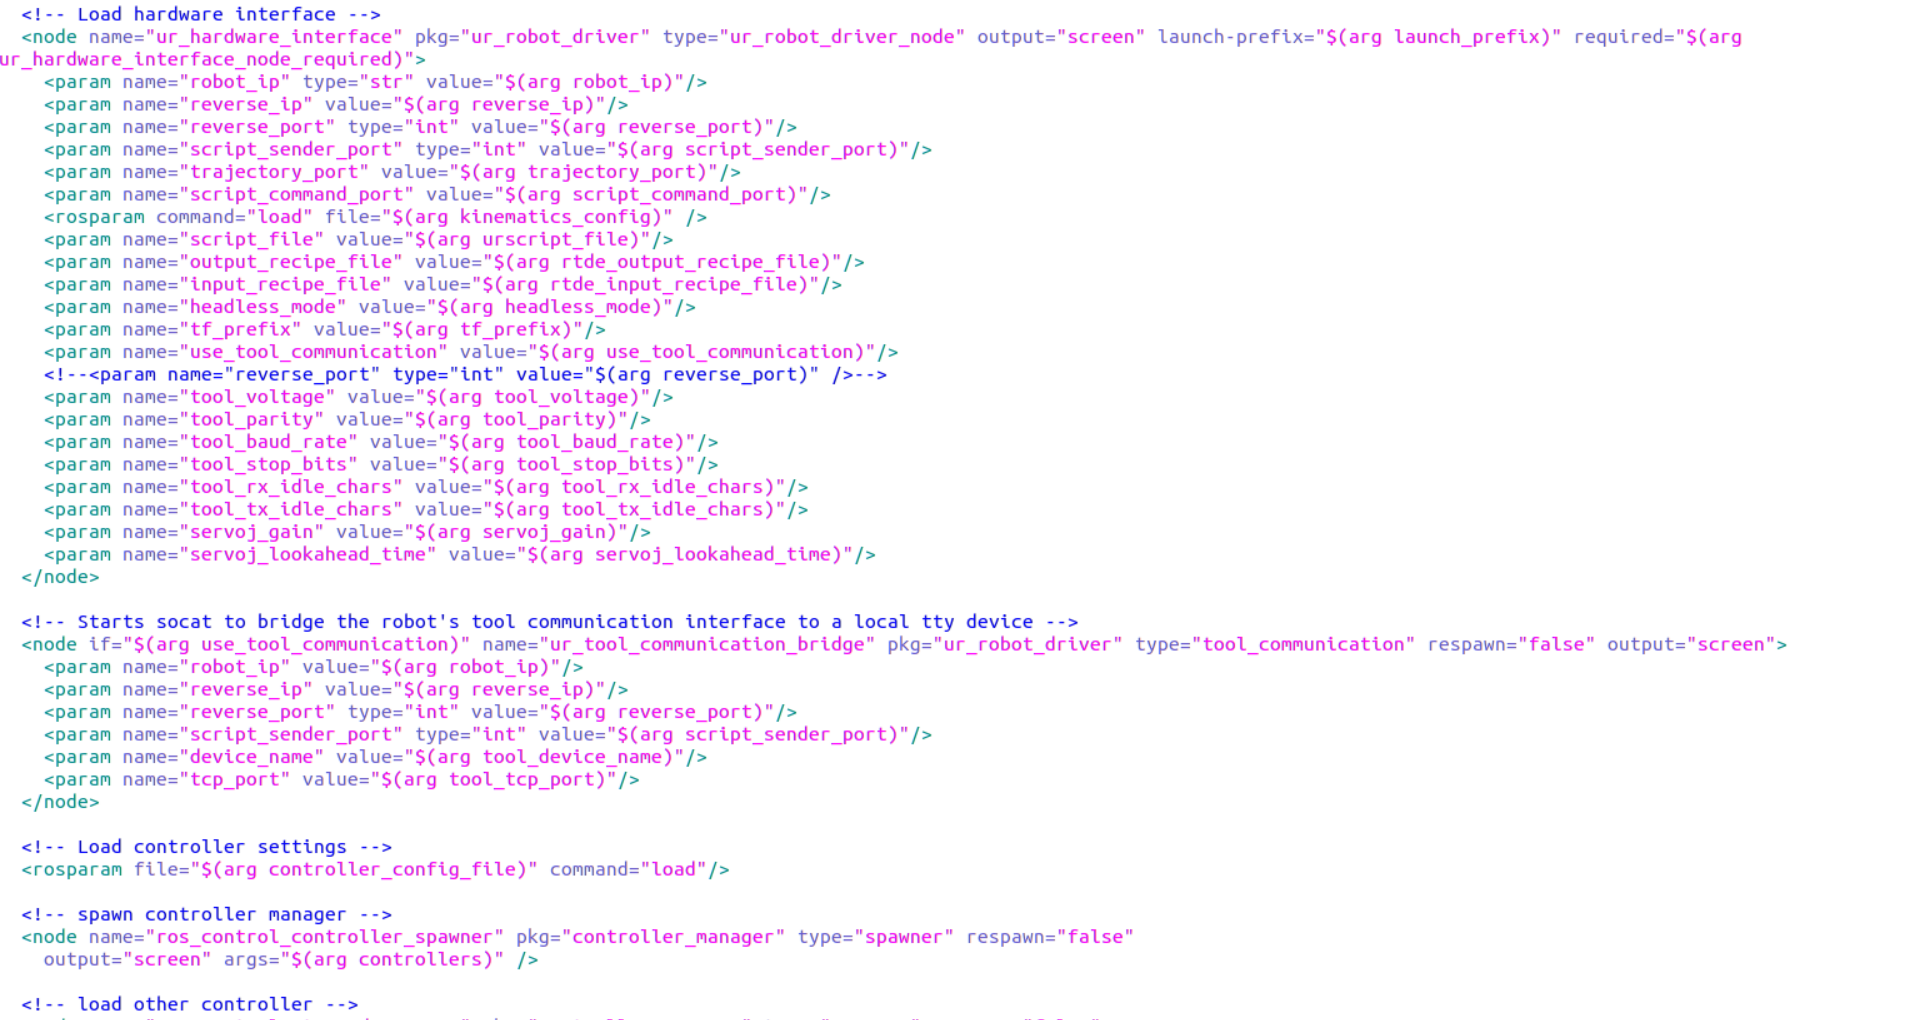 <!-- Load hardware interface -->
<node name="ur_hardware_interface" pkg="ur_robot_driver" type="ur_robot_driver_node" output="screen" launch-prefix="$(arg launch_prefix)" required="$(arg
ur_hardware_interface_node_required)">
<param name="robot_ip" type="str" value="$(arg robot_ip)"/>
<param name="reverse_ip" value="$(arg reverse_ip)"/>
<param name="reverse_port" type="int" value="$(arg reverse_port)"/>
<param name="script_sender_port" type="int" value="$(arg script_sender_port)"/>
<param name="trajectory_port" value="$(arg trajectory_port)"/>
<param name="script_command_port" value="$(arg script_command_port)"/>
<rosparam command="load" file="$(arg kinematics_config)" />
<param name="script_file" value="$(arg urscript_file)"/>
<param name="output_recipe_file" value="$(arg rtde_output_recipe_file)"/>
<param name="input_recipe_file" value="$(arg rtde_input_recipe_file)"/>
<param name="headless_mode" value="$(arg headless_mode)"/>
<param name="tf_prefix" value="$(arg tf_prefix)"/>
<param name="use_tool_communication" value="$(arg use_tool_communication)"/>
<!--<param name="reverse_port" type="int" value="$(arg reverse_port)" />-->
<param name="tool_voltage" value="$(arg tool_voltage)"/>
<param name="tool_parity" value="$(arg tool_parity)"/>
<param name="tool_baud_rate" value="$(arg tool_baud_rate)"/>
<param name="tool_stop_bits" value="$(arg tool_stop_bits)"/>
<param name="tool_rx_idle_chars" value="$(arg tool_rx_idle_chars)"/>
<param name="tool_tx_idle_chars" value="$(arg tool_tx_idle_chars)"/>
<param name="servoj_gain" value="$(arg servoj_gain)"/>
<param name="servoj_lookahead_time" value="$(arg servoj_lookahead_time)"/>
</node>
<!-- Starts socat to bridge the robot's tool communication interface to a local tty device -->
<node if="$(arg use_tool_communication)" name="ur_tool_communication_bridge" pkg="ur_robot_driver" type="tool_communication" respawn="false" output="screen">
<param name="robot_ip" value="$(arg robot_ip)"/>
<param name="reverse_ip" value="$(arg reverse_ip)"/>
<param name="reverse_port" type="int" value="$(arg reverse_port)"/>
<param name="script_sender_port" type="int" value="$(arg script_sender_port)"/>
<param name="device_name" value="$(arg tool_device_name)"/>
<param name="tcp_port" value="$(arg tool_tcp_port)"/>
</node>
<!-- Load controller settings -->
<rosparam file="$(arg controller_config_file)" command="load"/>
<!-- spawn controller manager -->
<node name="ros_control_controller_spawner" pkg="controller_manager" type="spawner" respawn="false"
output="screen" args="$(arg controllers)" />
<!-- load other controller -->